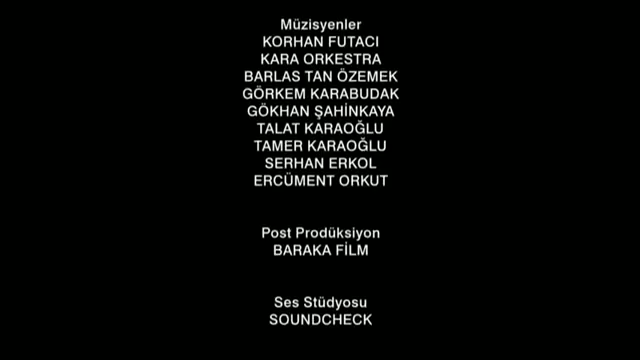 Müzisyenler
KORHAN FUTACI
KARA ORKESTRA
BARLAS TAN ÖZEMEK
GÖRKEM KARABUDAK
GÖKHAN ŞAHİNKAYA
TALAT KARAOĞLU
TAMER KARAOĞLU
SERHAN ERKOL
ERCÜMENT ORKUT
Post Prodüksiyon
BARAKA FİLM
Ses Stüdyosu
SOUNDCHECK